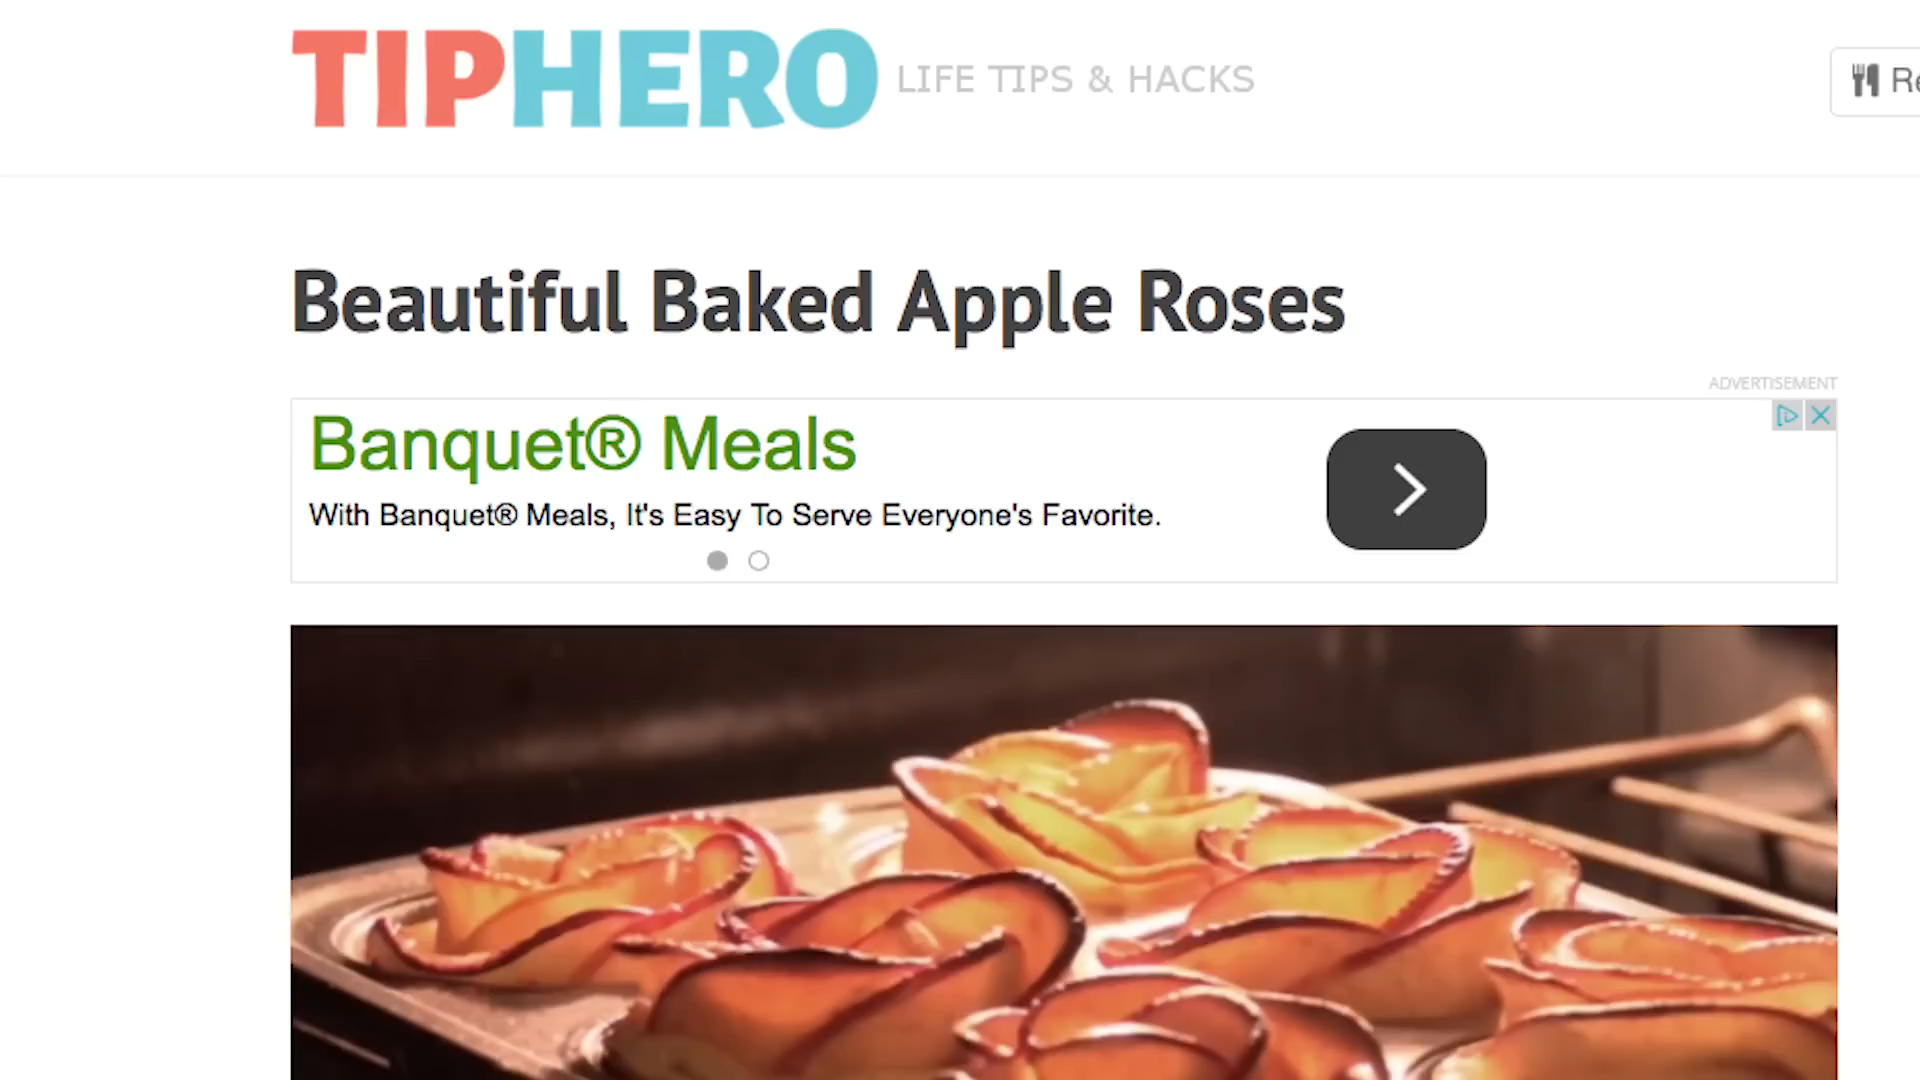 TIPHERO LIFE TIPS & HACKS
Re
Beautiful Baked Apple Roses
ADVERTISEMENT
Banquet® Meals
With Banquet® Meals, It's Easy To Serve Everyone's Favorite.